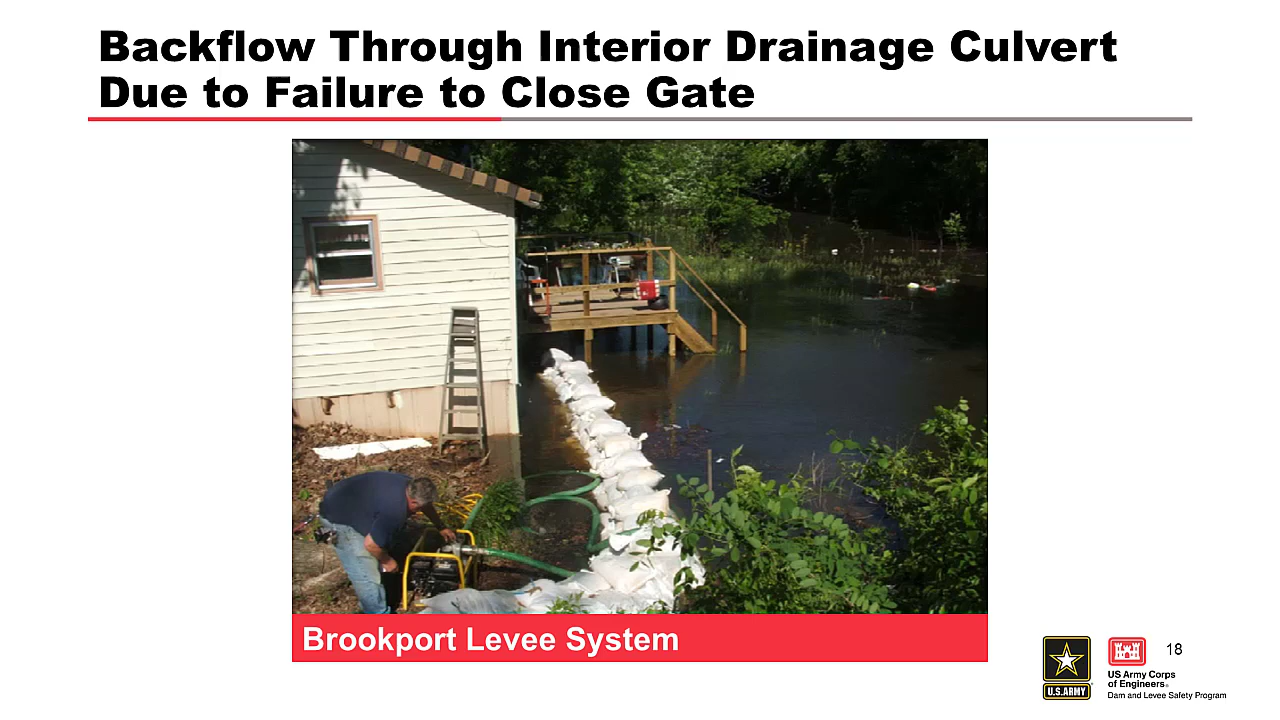 Backflow Through Interior Drainage Culvert
Due to Failure to Close Gate
Brookport Levee System
U.S.ARMY
US Army Corps
of Engineers®
Dam and Levee Safety Program
18